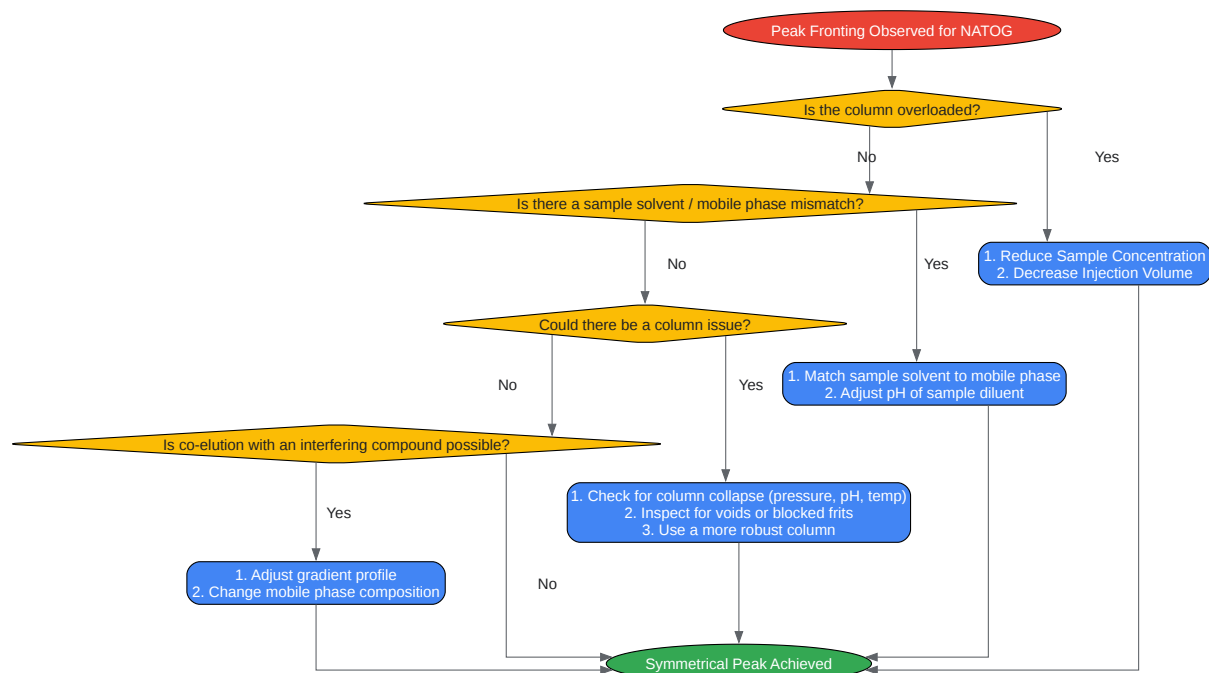 Peak Fronting Observed for NATOG
Is the column overloaded?
No
Yes
Is there a sample solvent / mobile phase mismatch?
1. Reduce Sample Concentration
2. Decrease Injection Volume
No
Yes
Could there be a column issue?
1. Match sample solvent to mobile phase
2. Adjust pH of sample diluent
No
Yes
Is co-elution with an interfering compound possible?
1. Check for column collapse (pressure, pH, temp)
2. Inspect for voids or blocked frits
3. Use a more robust column
Yes
1. Adjust gradient profile
2. Change mobile phase composition
No
Symmetrical Peak Achieved